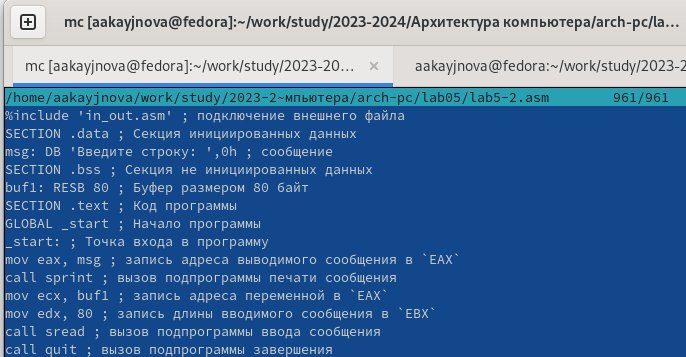 mc [aakayjnova@fedora]:~/work/study/2023-2024/Архитектура компьютера/arch-pc/la...
mc [aakayjnova@fedora]:~/work/study/2023-20...
aakayjnova@fedora:~/work/study/2023-2
/home/aakayjnova/work/study/2023-2~мпьютера/arch-pc/lab05/lab5-2.asm 961/961
%include 'in_out.asm' ; подключение внешнего файла
SECTION .data ; Секция инициированных данных
msg: DB 'Введите строку: ',0h ; сообщение
SECTION .bss ; Секция не инициированных данных
buf1: RESB 80 ; Буфер размером 80 байт
SECTION .text ; Код программы
GLOBAL _start ; Начало программы
_start: ; Точка входа в программу
mov eax, msg ; запись адреса выводимого сообщения в `EAX`
call sprint ; вызов подпрограммы печати сообщения
mov ecx, buf1 ; запись адреса переменной в `EAX`
mov edx, 80 ; запись длины вводимого сообщения в `EBX`
call sread ; вызов подпрограммы ввода сообщения
call quit ; вызов подпрограммы завершения